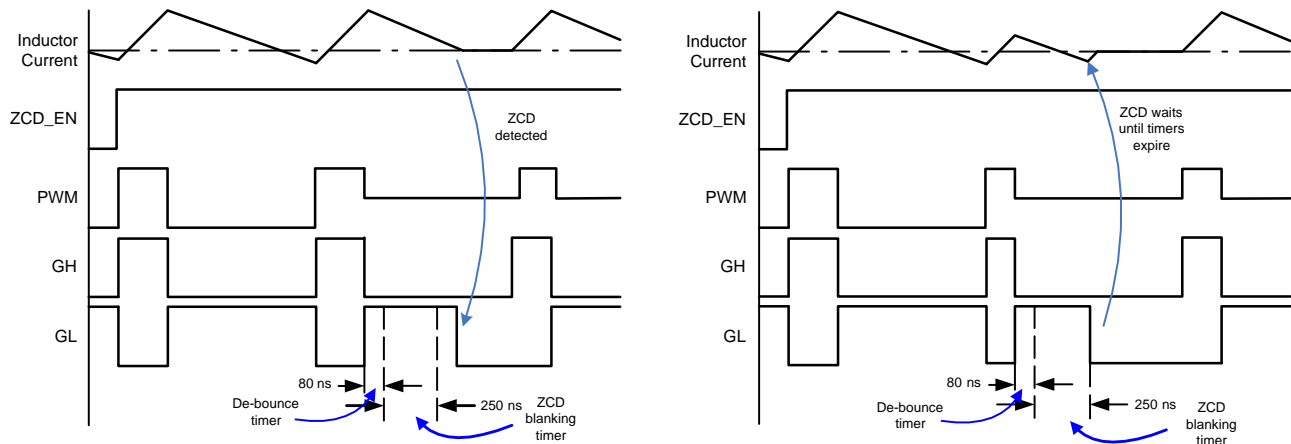 Inductor
Current
ZCD_EN
PWM
GH
GL
ZCD
detected
80 ns
De-bounce
timer
250 ns
ZCD
blanking
timer
Inductor
Current
ZCD_EN
PWM
GH
GL
ZCD waits
until timers
expire
80 ns
De-bounce
timer
250 ns
ZCD
blanking
timer